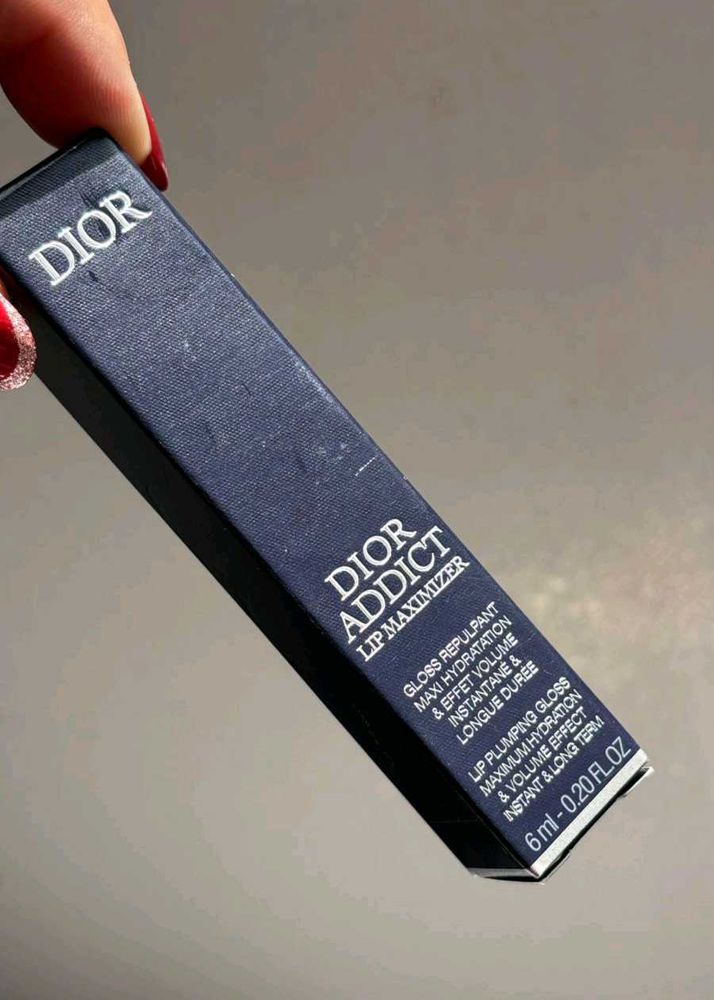 DIOR
DIOR
ADDICT
LIP MAXIMIZER
GLOSS REPULPANT
MAXI HYDRATATION
& EFFET VOLUME
INSTANTANÉ &
LONGUE DURÉE
LIP PLUMPING GLOSS
MAXIMUM HYDRATION
& VOLUME EFFECT
INSTANT & LONG TERM
6 ml - 0.20 FL.OZ